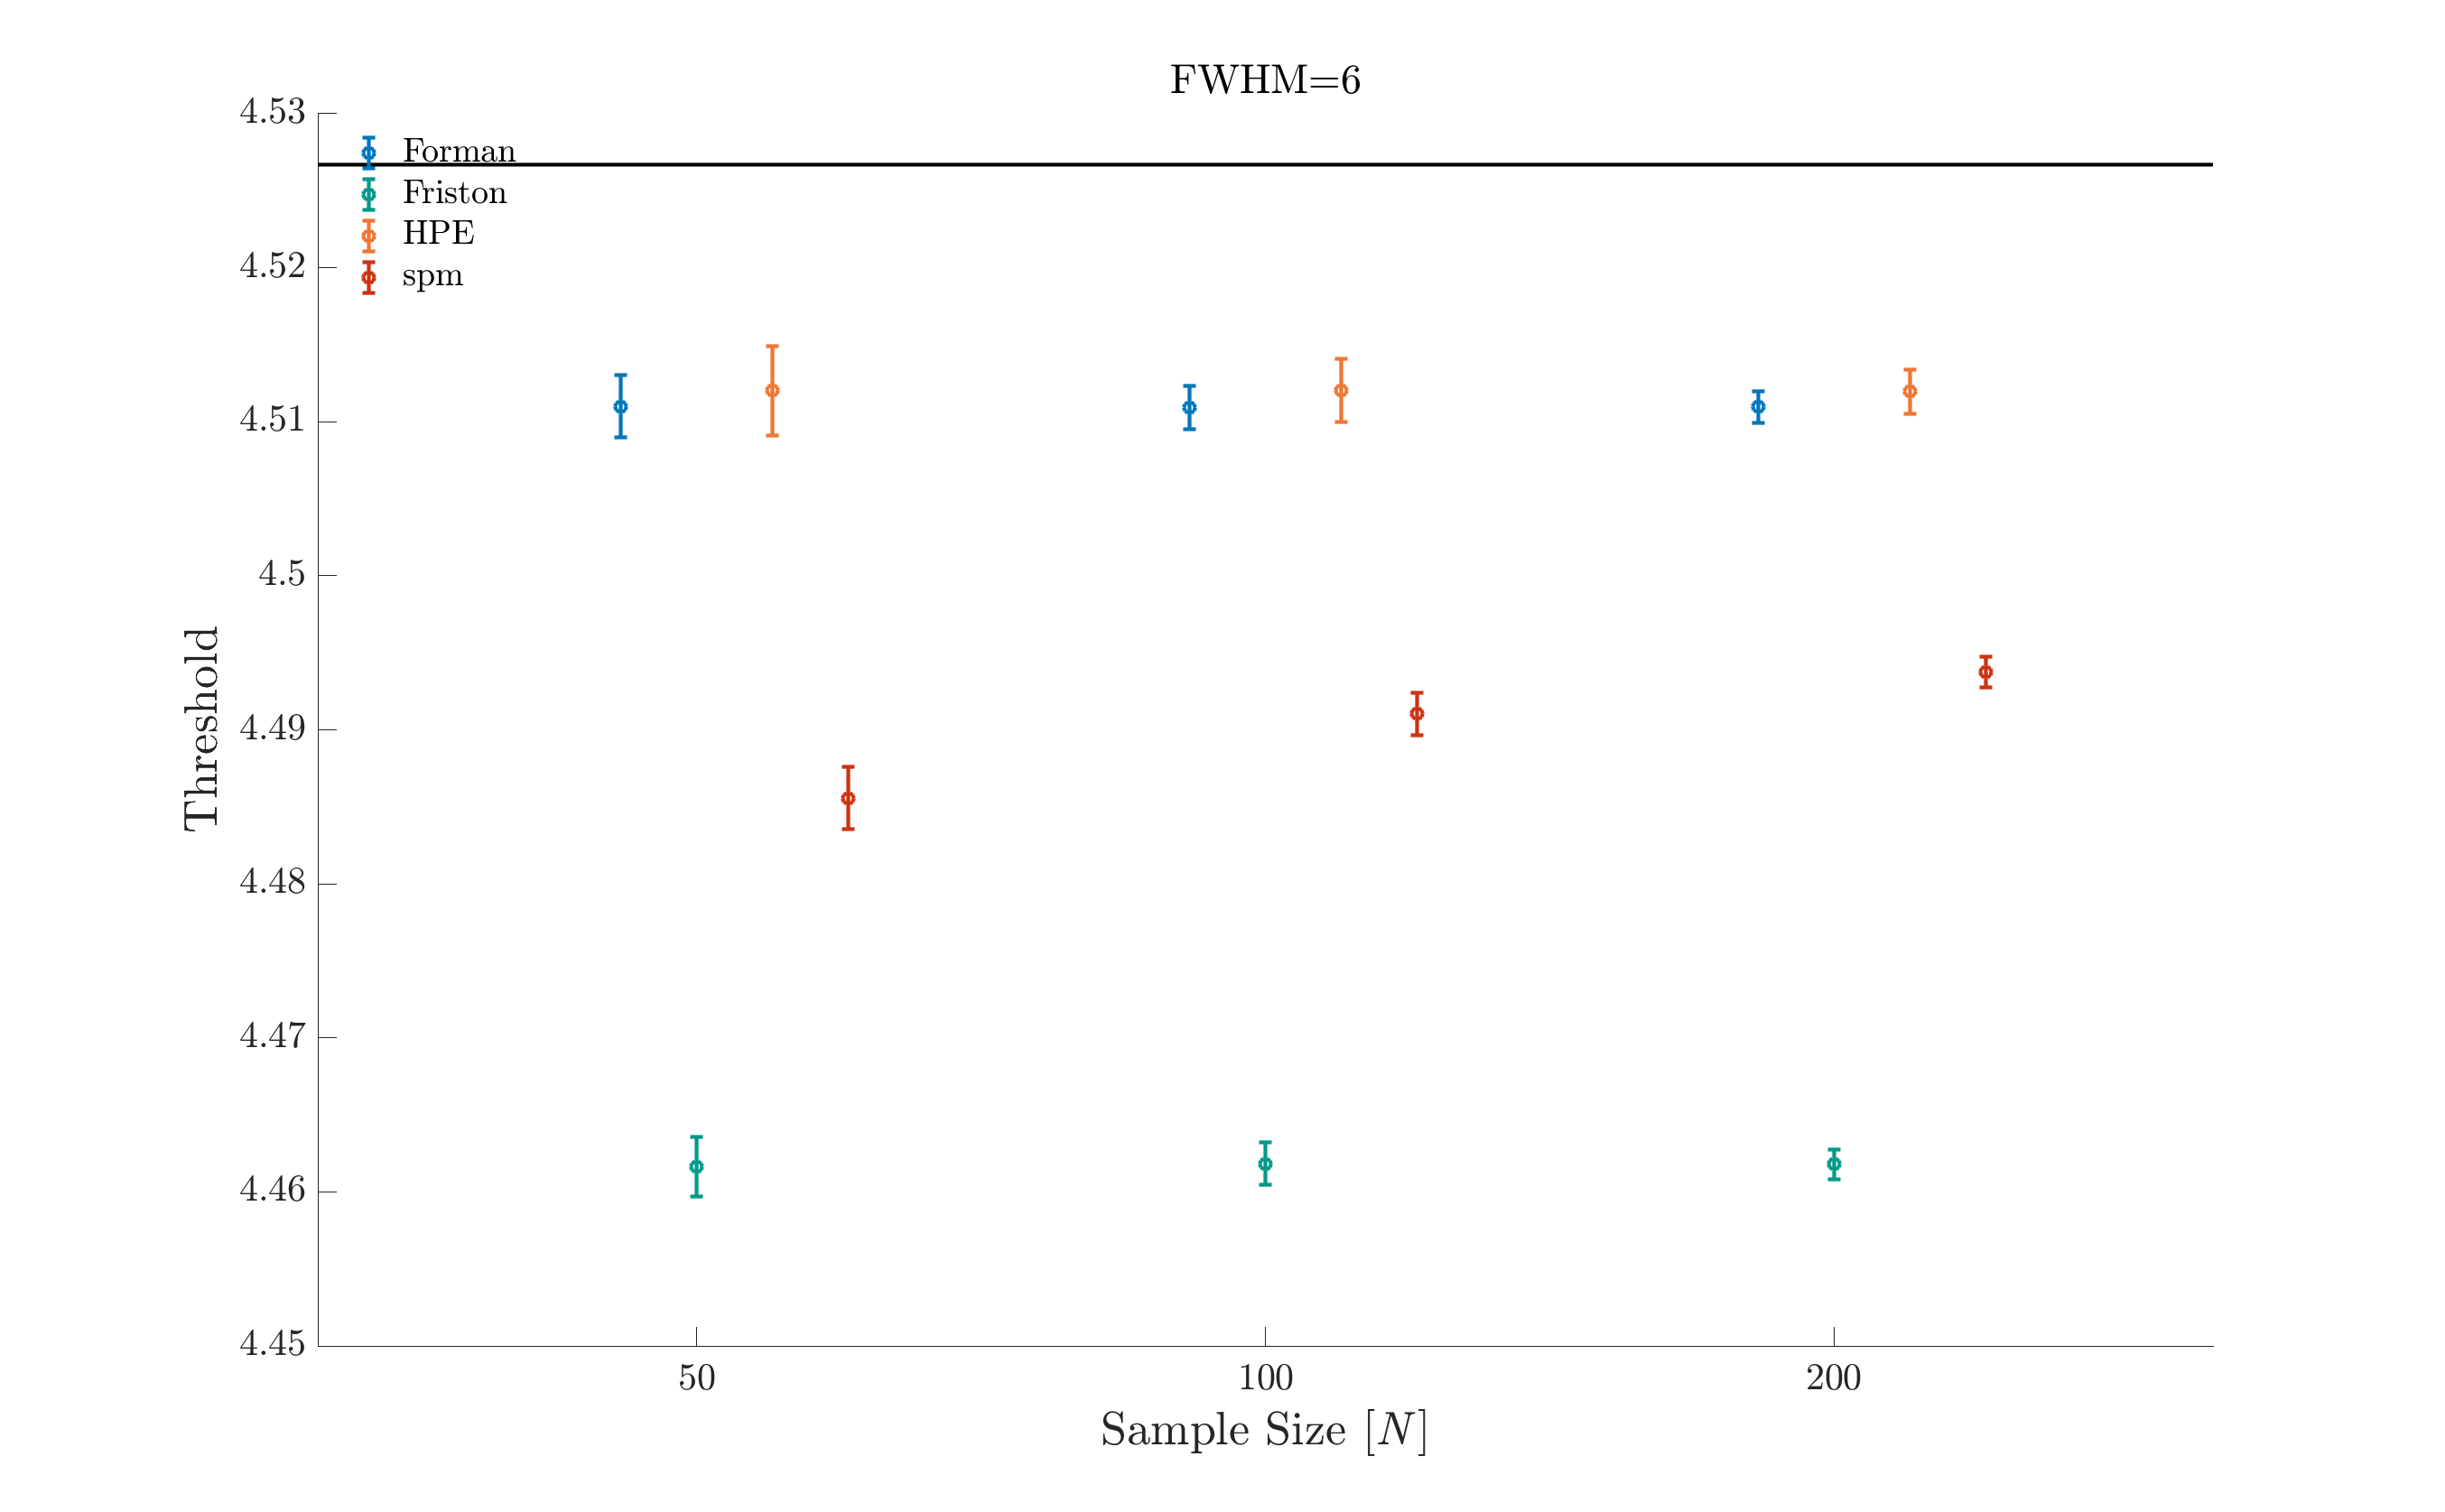 FWHM=6
4.53
4.52
4.51
4.5
4.49
4.48
4.47
4.46
4.45
Forman
Friston
HPE
spm
Threshold
50 100 200
Sample Size [N]